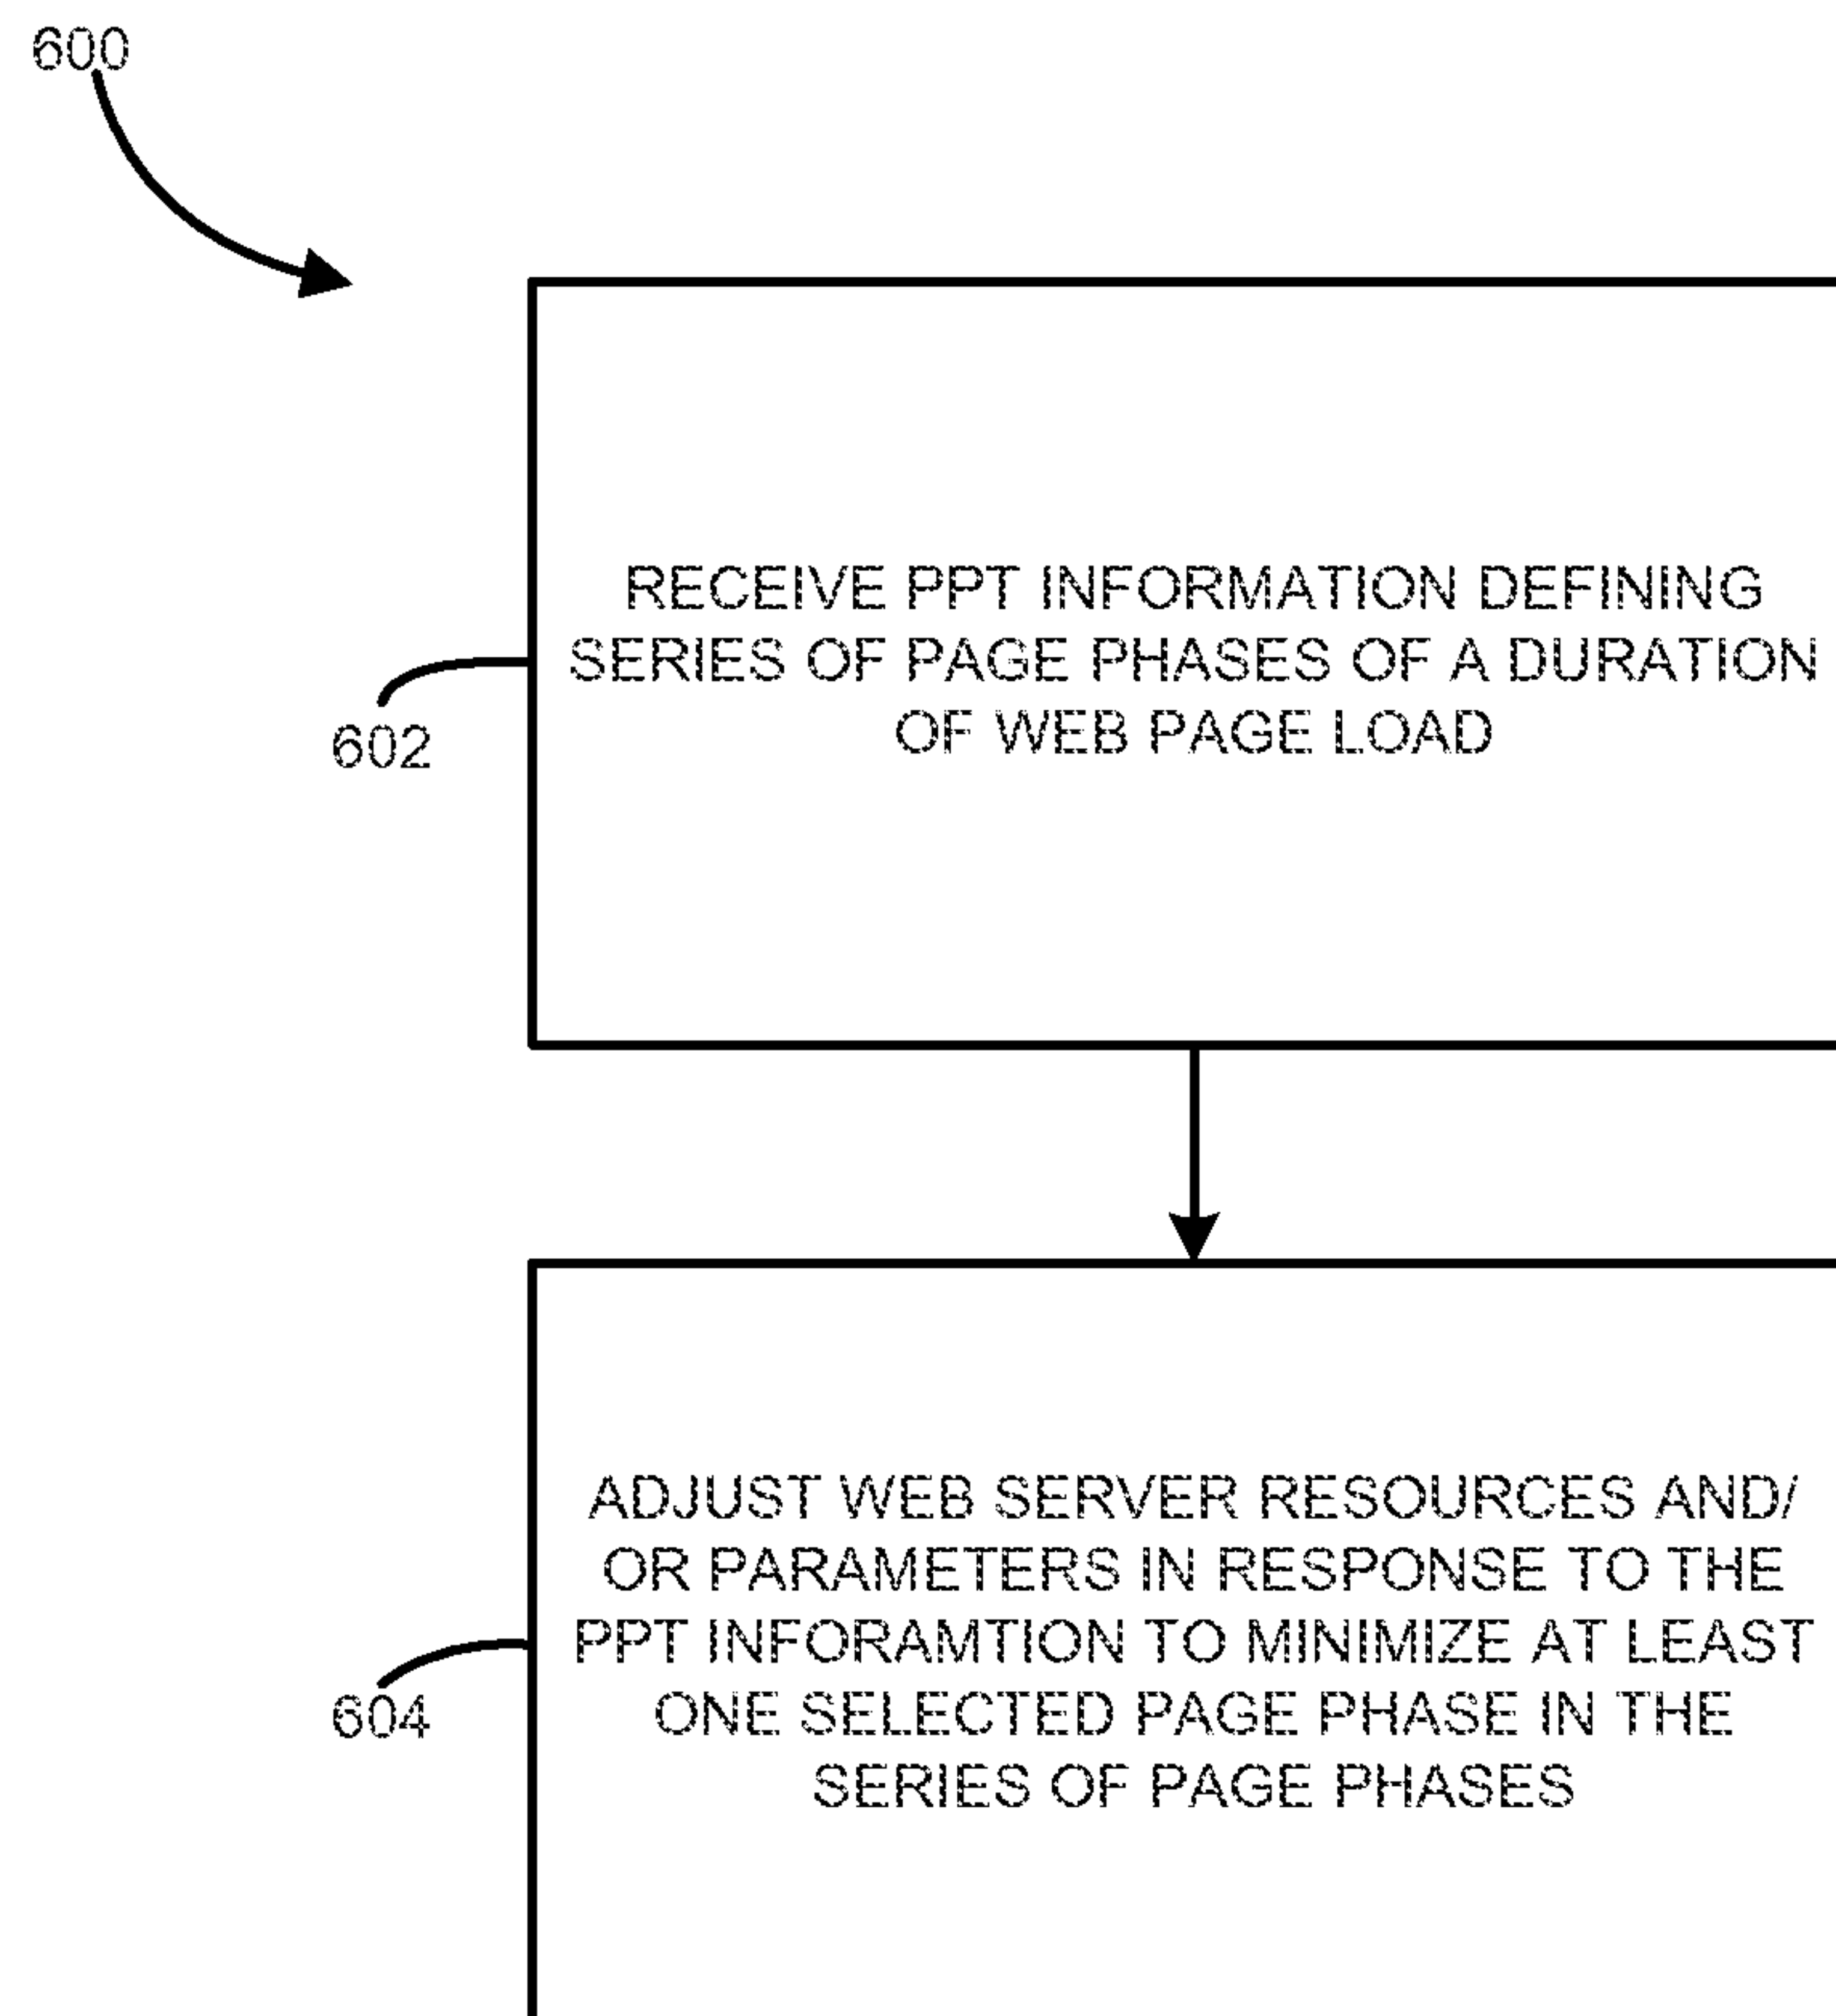 600
RECEIVE PPT INFORMATION DEFINING
SERIES OF PAGE PHASES OF A DURATION
OF WEB PAGE LOAD
602
ADJUST WEB SERVER RESOURCES AND/
OR PARAMETERS IN RESPONSE TO THE
PPT INFORAMTION TO MINIMIZE AT LEAST
ONE SELECTED PAGE PHASE IN THE
SERIES OF PAGE PHASES
604